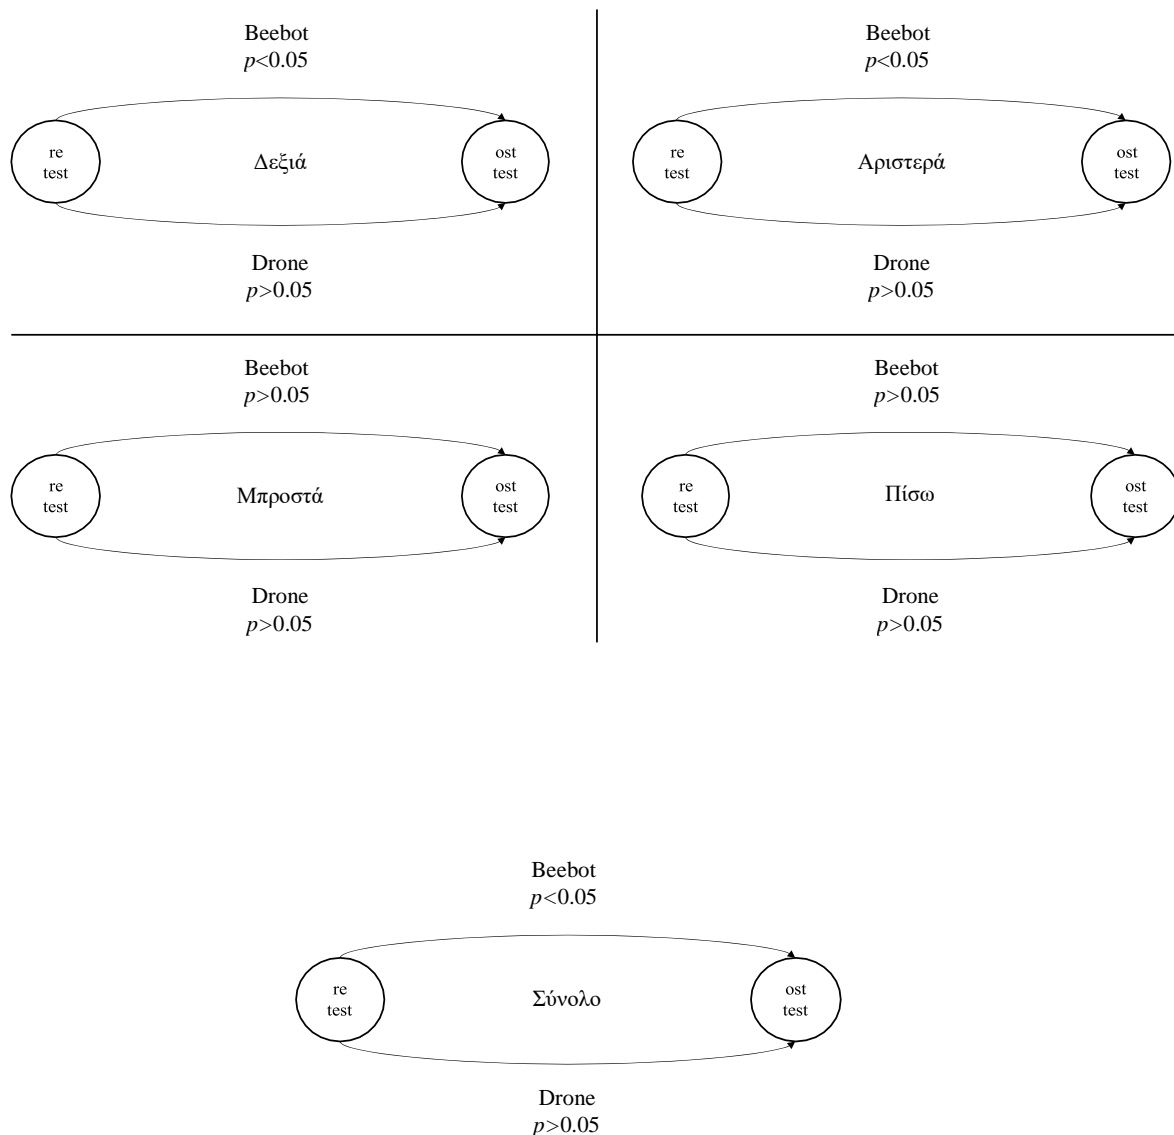 Beebot
p<0.05
re
test
Δεξιά
ost
test
Drone
p>0.05
Beebot
p<0.05
re
test
Αριστερά
ost
test
Drone
p>0.05
Beebot
p>0.05
re
test
Μπροστά
ost
test
Drone
p>0.05
Beebot
p>0.05
re
test
Πίσω
ost
test
Drone
p>0.05
Beebot
p<0.05
re
test
Σύνολο
ost
test
Drone
p>0.05